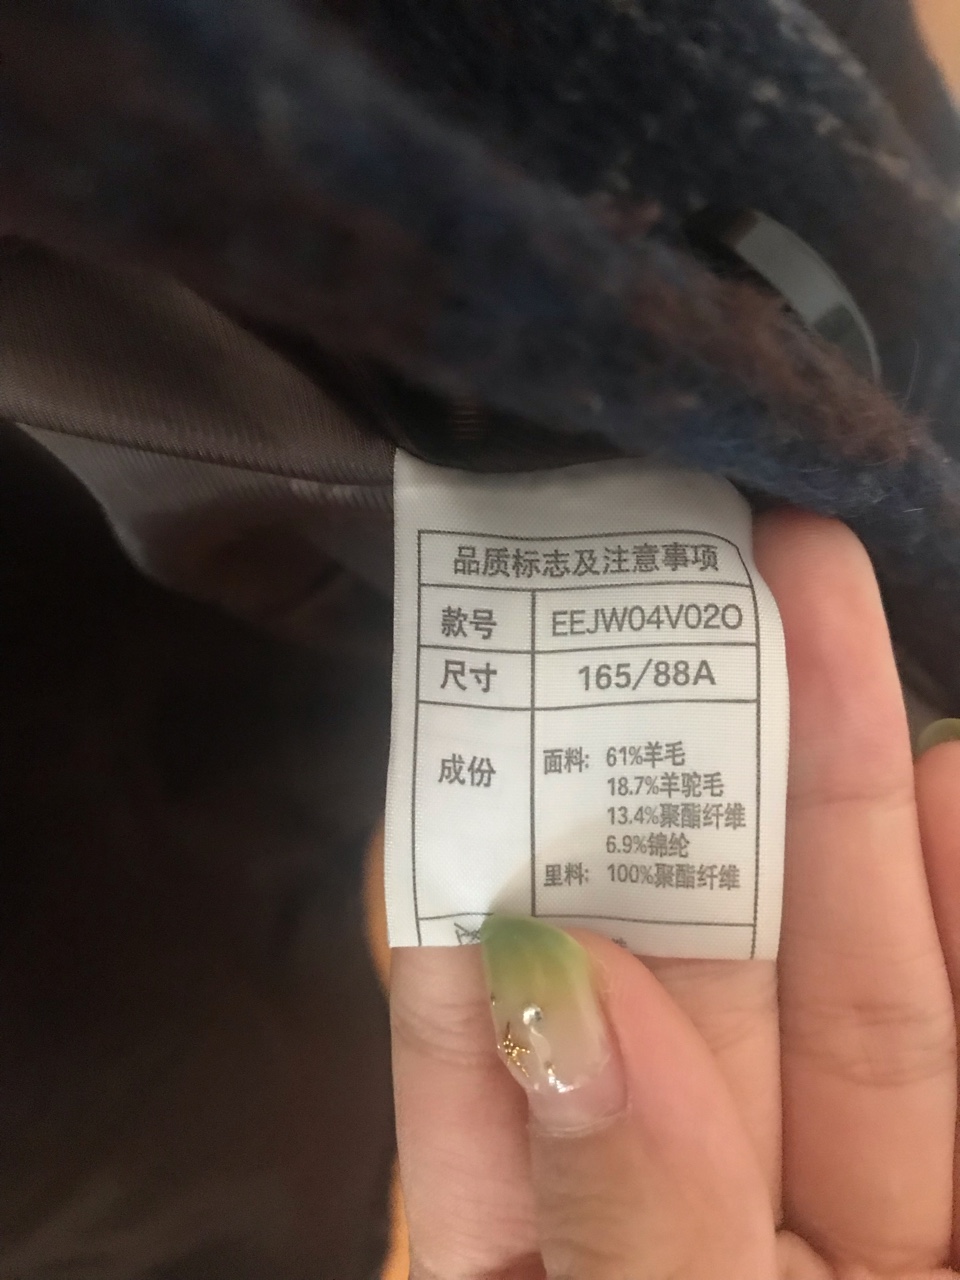 品质标志及注意事项
款号 EEJW04V02O
尺寸 165/88A
成份 面料: 61%羊毛
18.7%羊驼毛
13.4%聚酯纤维
6.9%锦纶
里料: 100%聚酯纤维